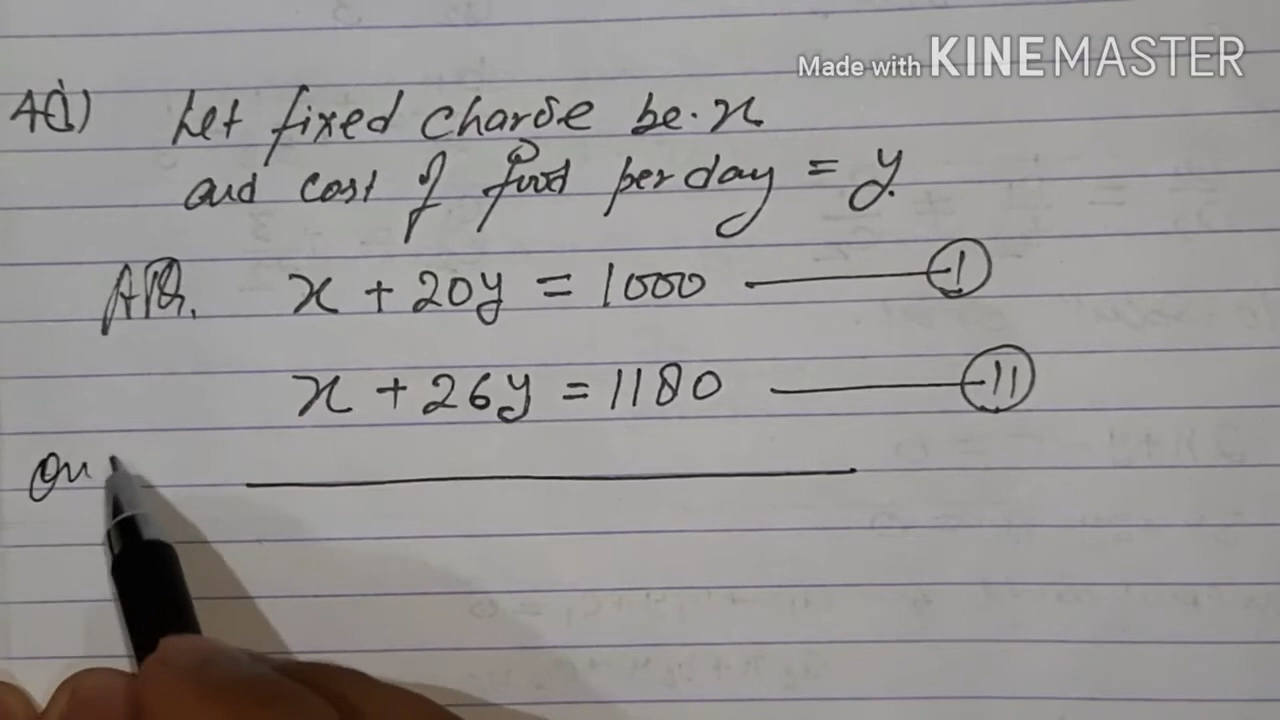 Made with KINEMASTER
4(i) Let fixed charge be. x
and cost of food per day = y.
ATQ. x + 20y = 1000 — I
x + 26y = 1180 — II
On